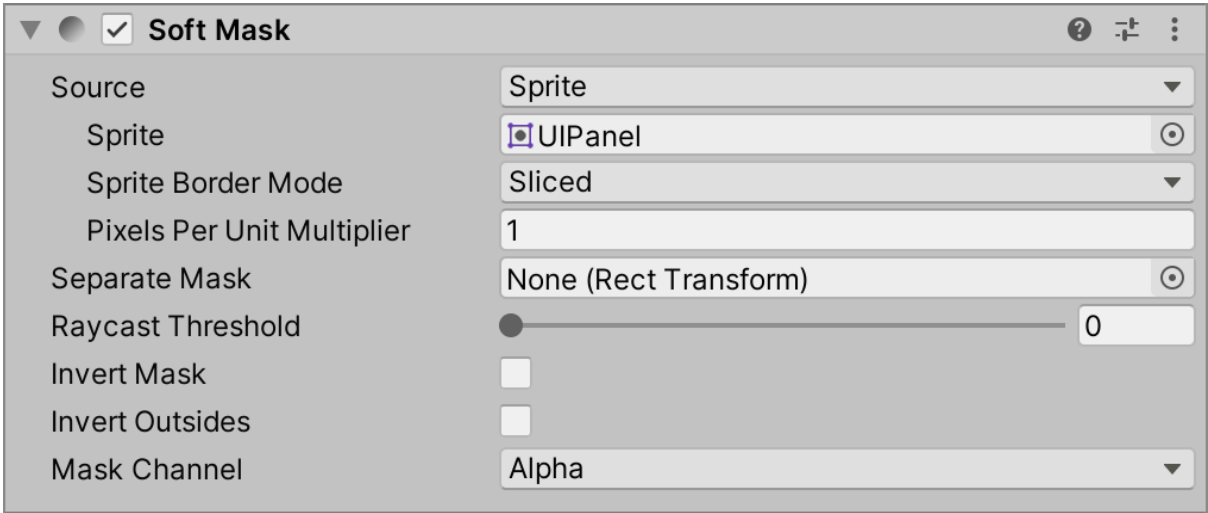 Soft Mask
Source Sprite
Sprite UIPanel
Sprite Border Mode Sliced
Pixels Per Unit Multiplier 1
Separate Mask None (Rect Transform)
Raycast Threshold 0
Invert Mask
Invert Outsides
Mask Channel Alpha